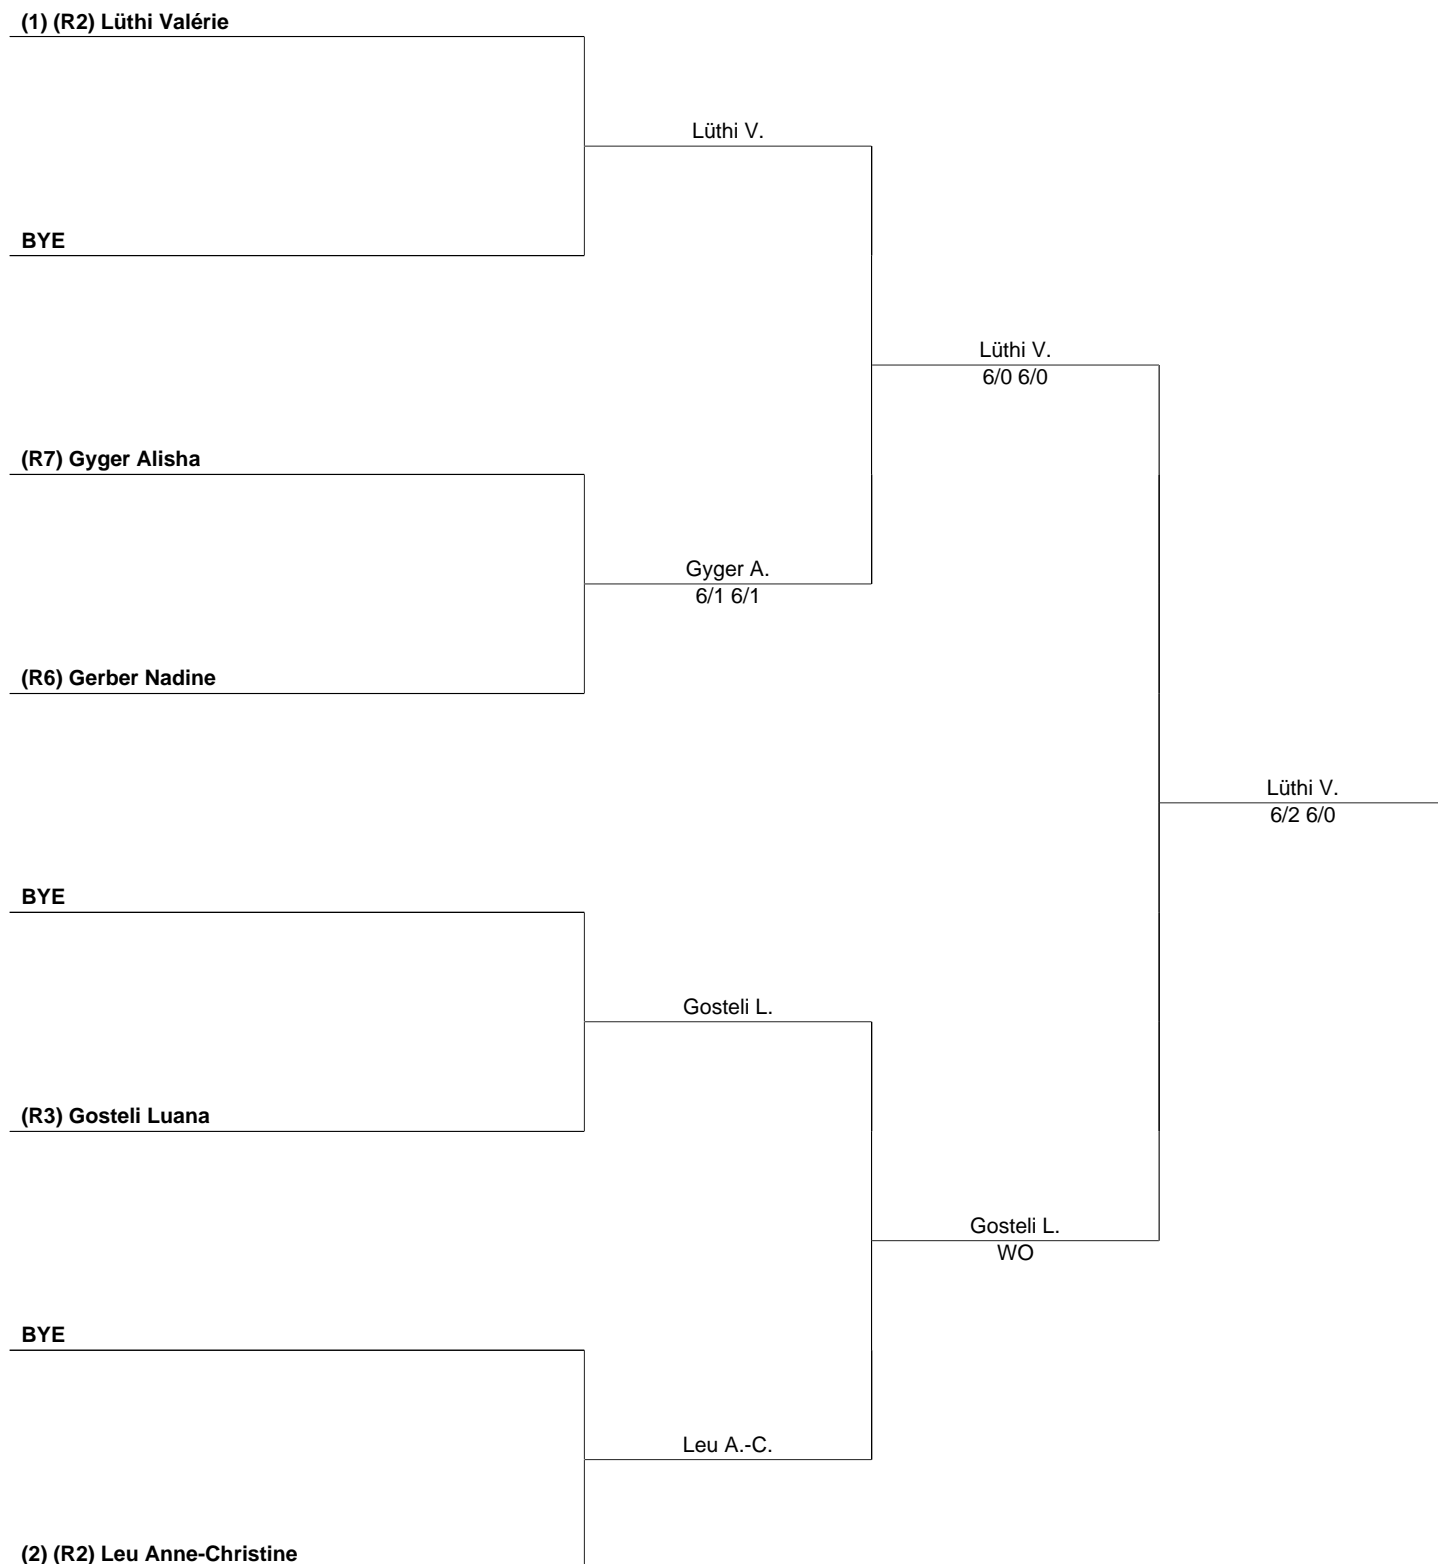 (1) (R2) Lüthi Valérie
Lüthi V.
BYE
Lüthi V.
6/0 6/0
(R7) Gyger Alisha
Gyger A.
6/1 6/1
(R6) Gerber Nadine
Lüthi V.
6/2 6/0
BYE
Gosteli L.
(R3) Gosteli Luana
Gosteli L.
WO
BYE
Leu A.-C.
(2) (R2) Leu Anne-Christine